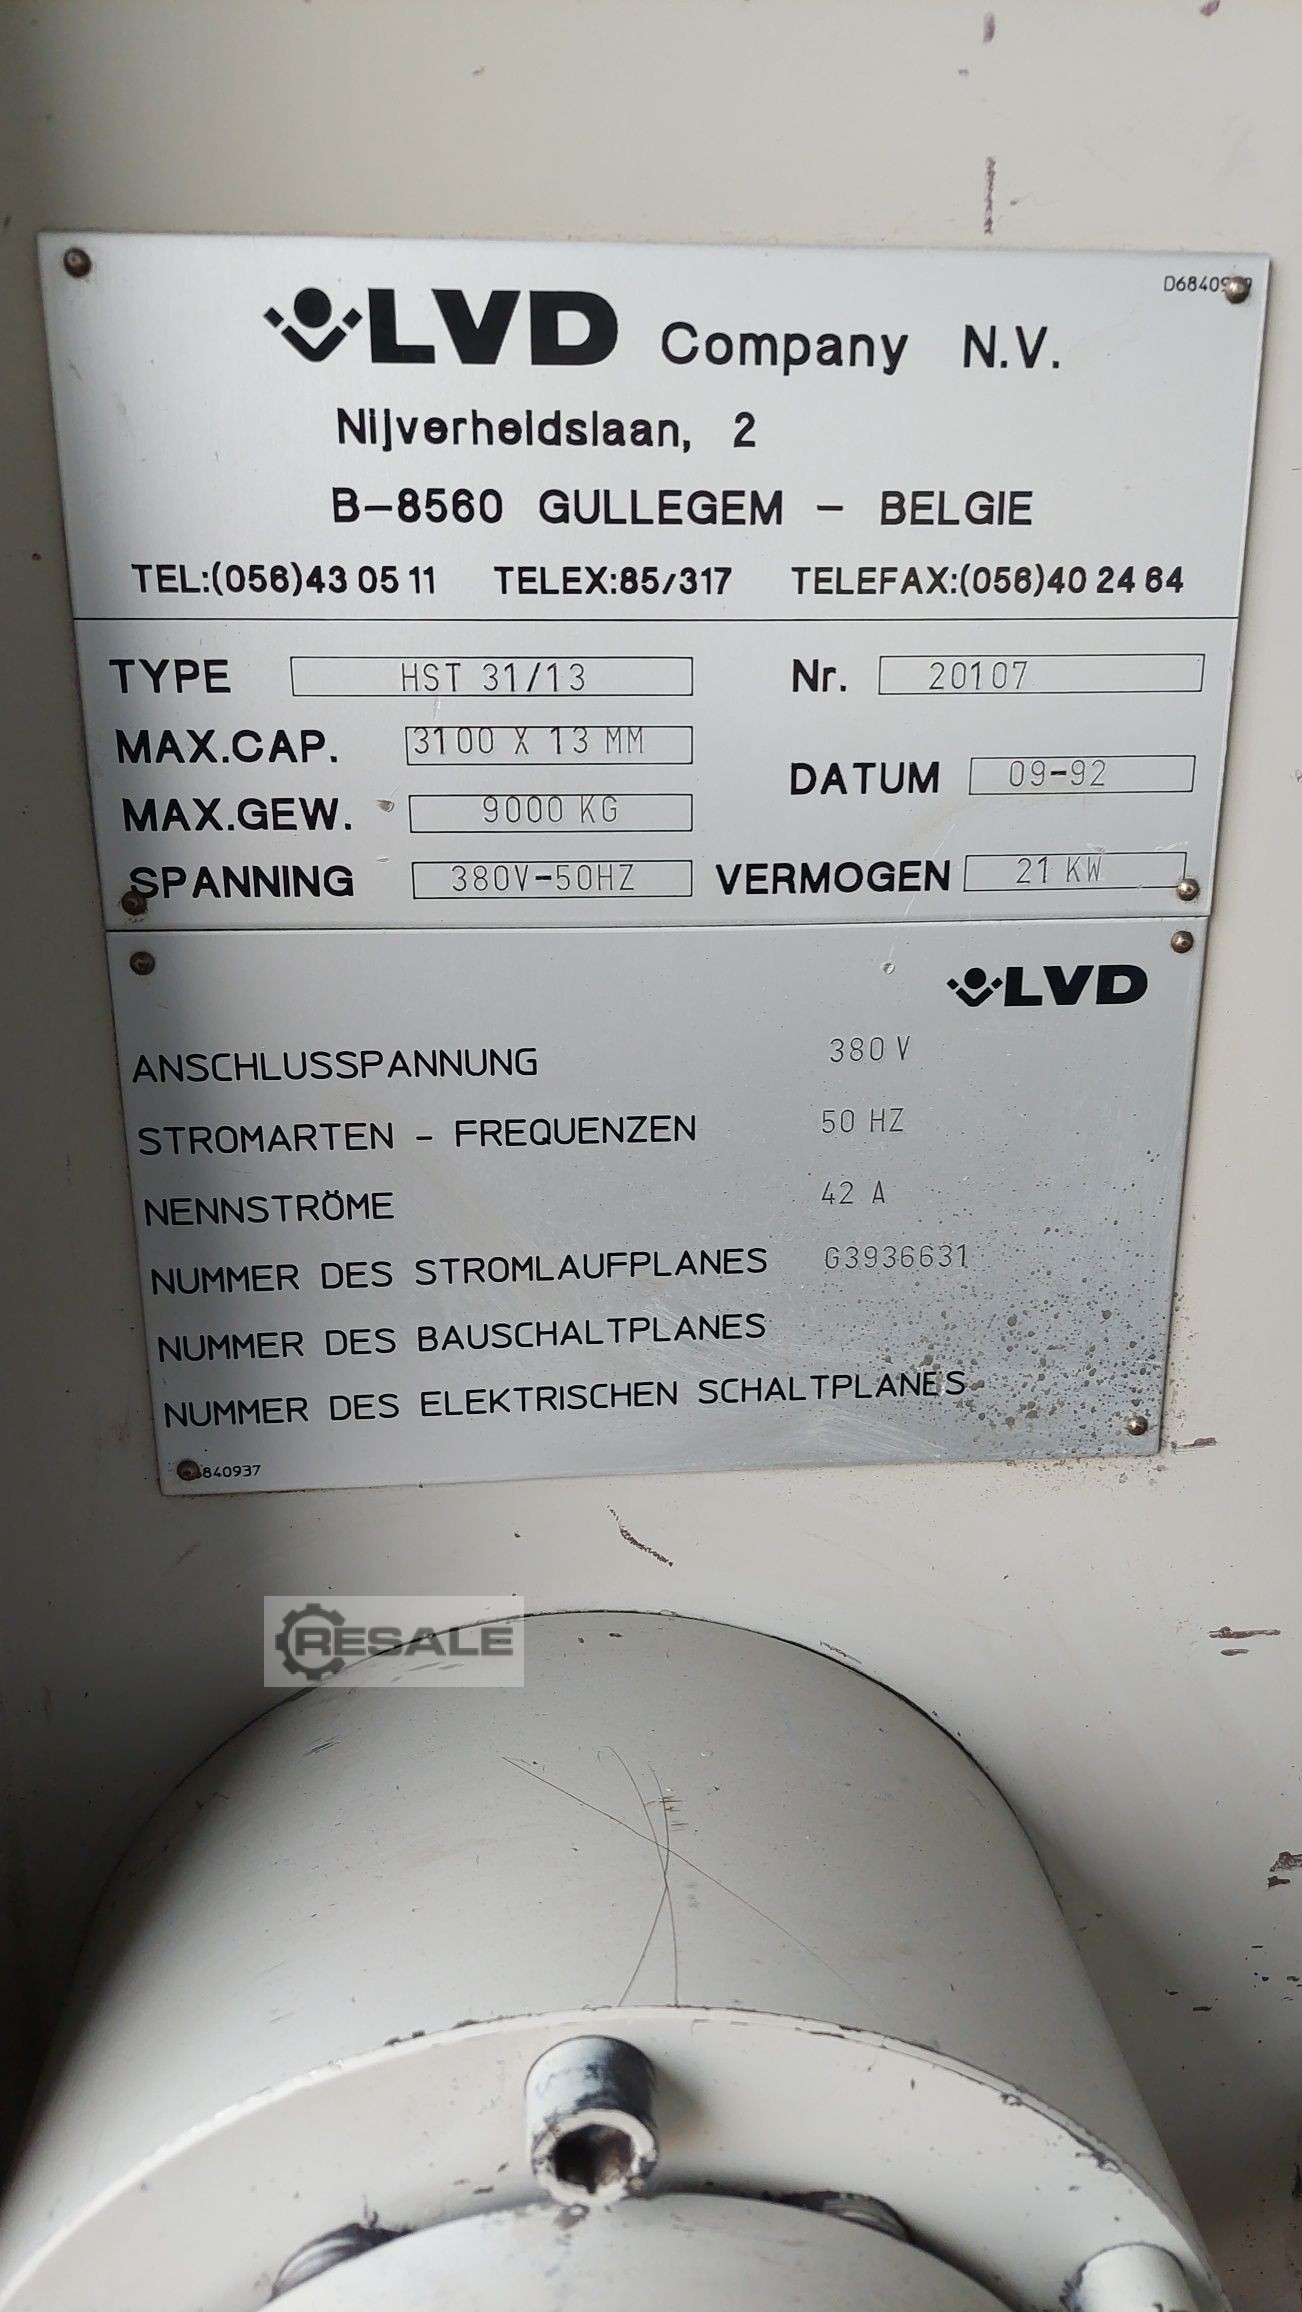 D6840
LVD Company N.V.
Nijverheidslaan, 2
B-8560 GULLEGEM - BELGIE
TEL:(056)43 05 11 TELEX:85/317 TELEFAX:(056)40 24 64
TYPE HST 31/13 Nr. 20107
MAX.CAP. 3100 X 13 MM
DATUM 09-92
MAX.GEW. 9000 KG
SPANNING 380V-50HZ VERMOGEN 21 KW
LVD
ANSCHLUSSPANNUNG 380 V
STROMARTEN - FREQUENZEN 50 HZ
NENNSTRÖME 42 A
NUMMER DES STROMLAUFPLANES G3936631
NUMMER DES BAUSCHALTPLANES
NUMMER DES ELEKTRISCHEN SCHALTPLANES
840937
RESALE